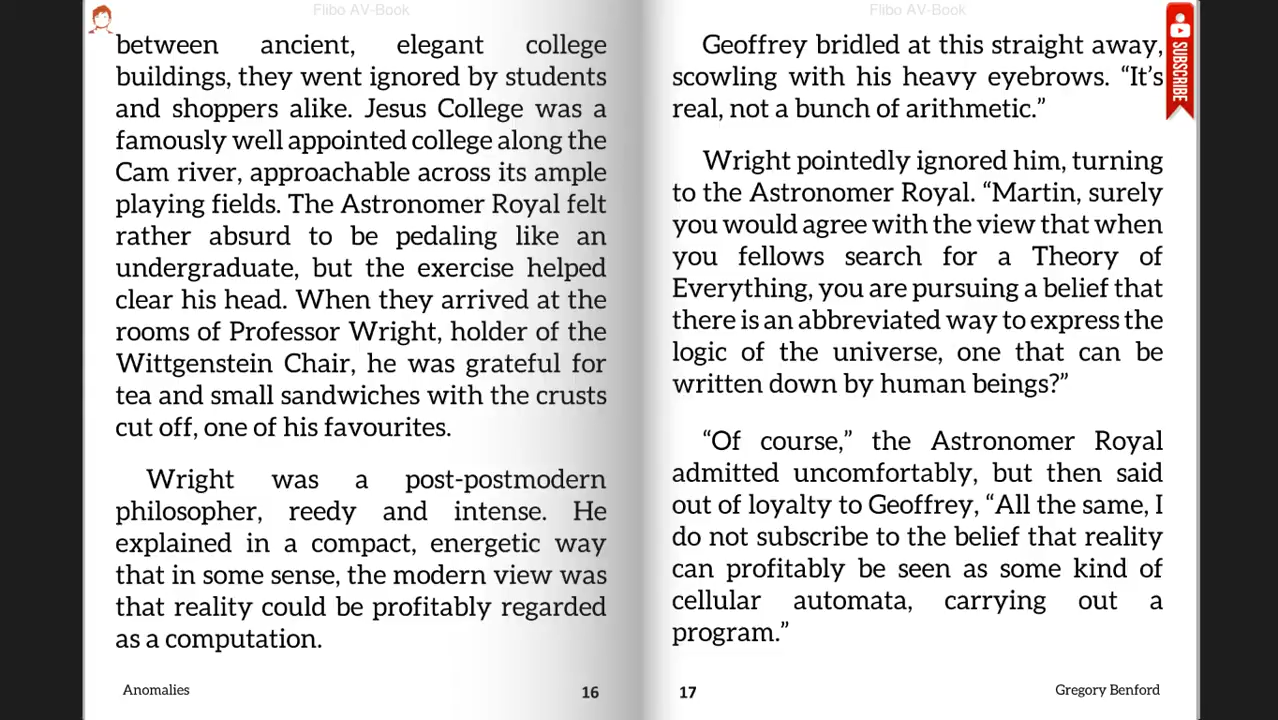 Flibo AV-Book
between ancient, elegant college
buildings, they went ignored by students
and shoppers alike. Jesus College was a
famously well appointed college along the
Cam river, approachable across its ample
playing fields. The Astronomer Royal felt
rather absurd to be pedaling like an
undergraduate, but the exercise helped
clear his head. When they arrived at the
rooms of Professor Wright, holder of the
Wittgenstein Chair, he was grateful for
tea and small sandwiches with the crusts
cut off, one of his favourites.
Wright was a post-postmodern
philosopher, reedy and intense. He
explained in a compact, energetic way
that in some sense, the modern view was
that reality could be profitably regarded
as a computation.
Anomalies
16
Flibo AV-Book
SUBSCRIBE
Geoffrey bridled at this straight away,
scowling with his heavy eyebrows. “It’s
real, not a bunch of arithmetic.”
Wright pointedly ignored him, turning
to the Astronomer Royal. “Martin, surely
you would agree with the view that when
you fellows search for a Theory of
Everything, you are pursuing a belief that
there is an abbreviated way to express the
logic of the universe, one that can be
written down by human beings?”
“Of course,” the Astronomer Royal
admitted uncomfortably, but then said
out of loyalty to Geoffrey, “All the same, I
do not subscribe to the belief that reality
can profitably be seen as some kind of
cellular automata, carrying out a
program.”
17
Gregory Benford